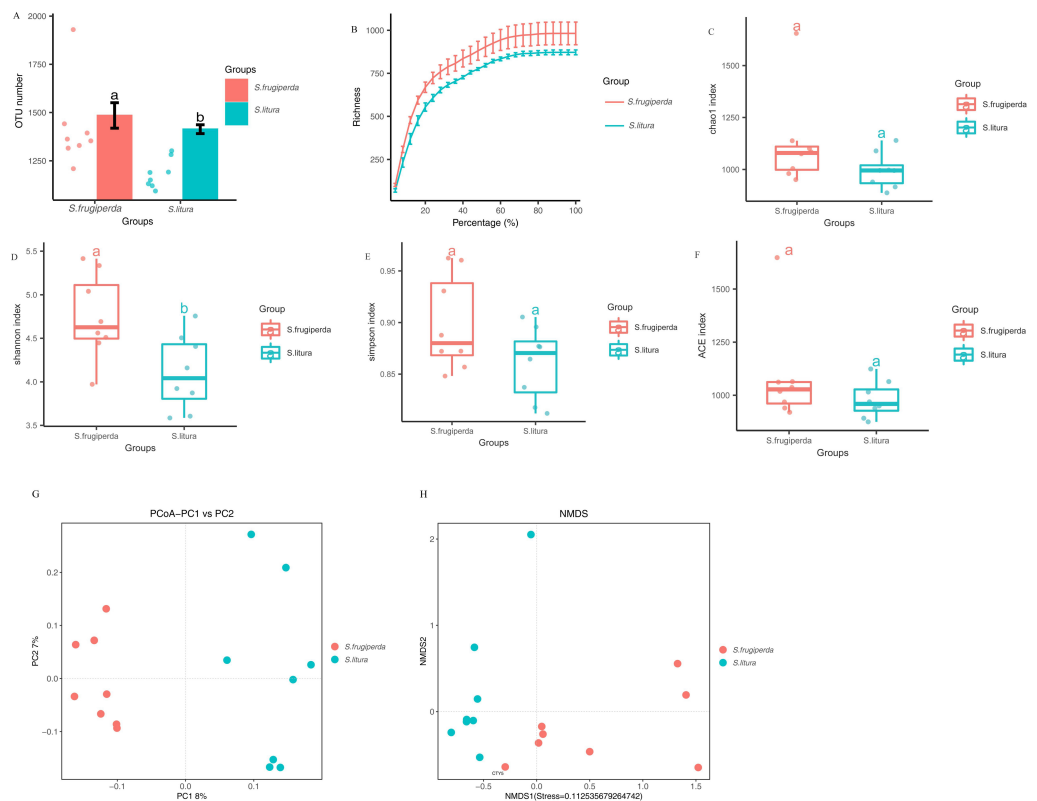 A
OTU number
2000
1750
1500
1250
a
b
S.frugiperda
S.litura
Groups
Groups
S.frugiperda
S.litura
B
Richness
1000
750
500
250
20
40
60
80
100
Percentage (%)
Group
S.frugiperda
S.litura
C
chao1 index
1500
1250
1000
a
a
S.frugiperda
S.litura
Groups
Group
S.frugiperda
S.litura
D
shannon index
5.5
5.0
4.5
4.0
3.5
a
b
S.frugiperda
S.litura
Groups
Group
S.frugiperda
S.litura
E
simpson index
0.95
0.90
0.85
a
a
S.frugiperda
S.litura
Groups
Group
S.frugiperda
S.litura
F
ACE index
1500
1250
1000
a
a
S.frugiperda
S.litura
Groups
Group
S.frugiperda
S.litura
G
PCoA−PC1 vs PC2
PC2 7%
0.2
0.1
0.0
−0.1
−0.1
0.0
0.1
PC1 8%
S.frugiperda
S.litura
H
NMDS
NMDS2
2
1
0
CTY6
−0.5
0.0
0.5
1.0
1.5
NMDS1(Stress=0.112535679264742)
S.frugiperda
S.litura